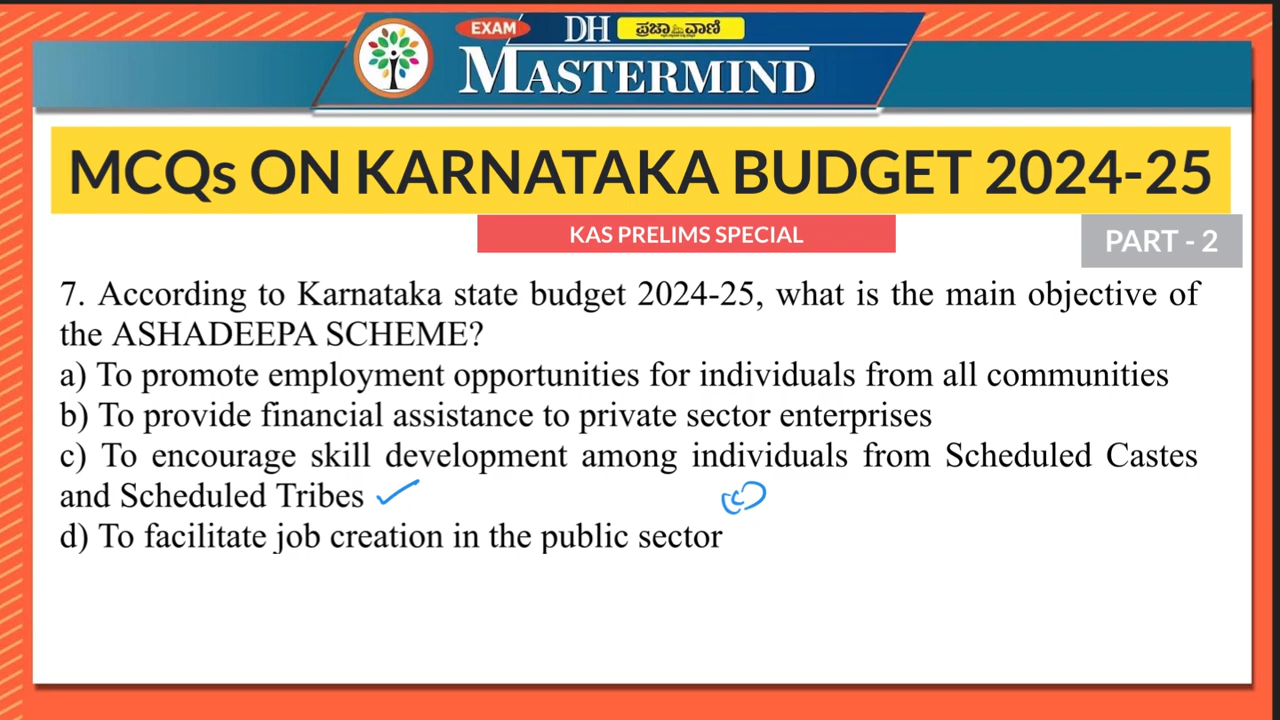 EXAM
DH ಪ್ರಜಾವಾಣಿ
MASTERMIND
MCQs ON KARNATAKA BUDGET 2024-25
KAS PRELIMS SPECIAL
PART - 2
7. According to Karnataka state budget 2024-25, what is the main objective of
the ASHADEEPA SCHEME?
a) To promote employment opportunities for individuals from all communities
b) To provide financial assistance to private sector enterprises
c) To encourage skill development among individuals from Scheduled Castes
and Scheduled Tribes
d) To facilitate job creation in the public sector